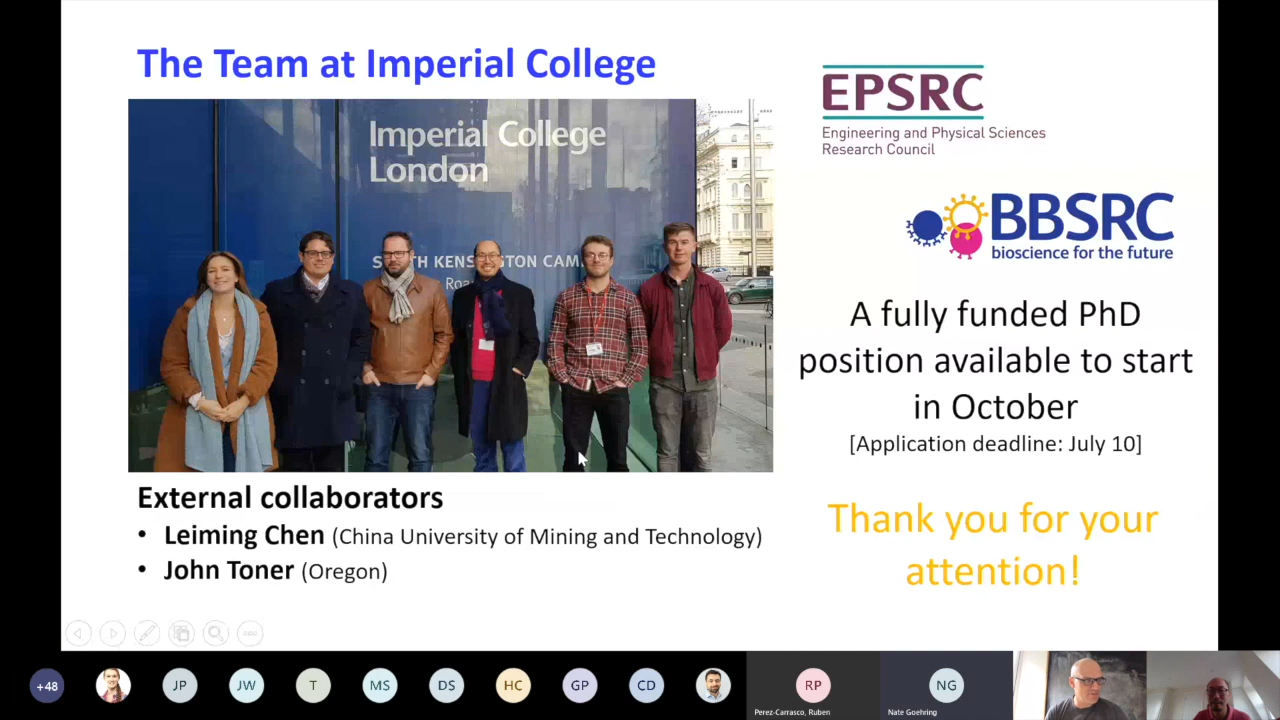 The Team at Imperial College
Imperial College
London
EPSRC
Engineering and Physical Sciences
Research Council
BBSRC
bioscience for the future
A fully funded PhD
position available to start
in October
[Application deadline: July 10]
Thank you for your
attention!
External collaborators
• Leiming Chen (China University of Mining and Technology)
• John Toner (Oregon)
+48
JP
JW
T
MS
DS
HC
GP
CD
RP
Perez-Carrasco, Ruben
NG
Nate Goehring